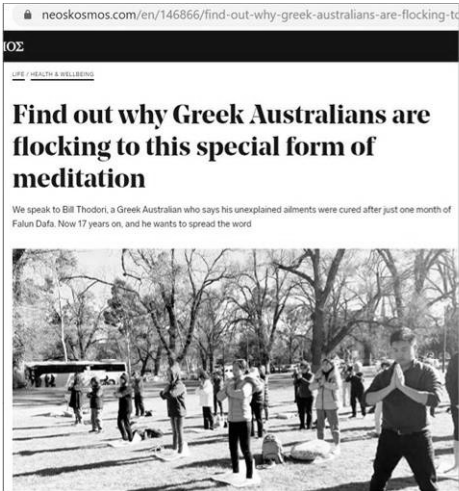 neoskosmos.com/en/146866/find-out-why-greek-australians-are-flocking-to
ΜΟΣ
LIFE / HEALTH & WELLBEING
Find out why Greek Australians are
flocking to this special form of
meditation
We speak to Bill Thodori, a Greek Australian who says his unexplained ailments were cured after just one month of
Falun Dafa. Now 17 years on, and he wants to spread the word